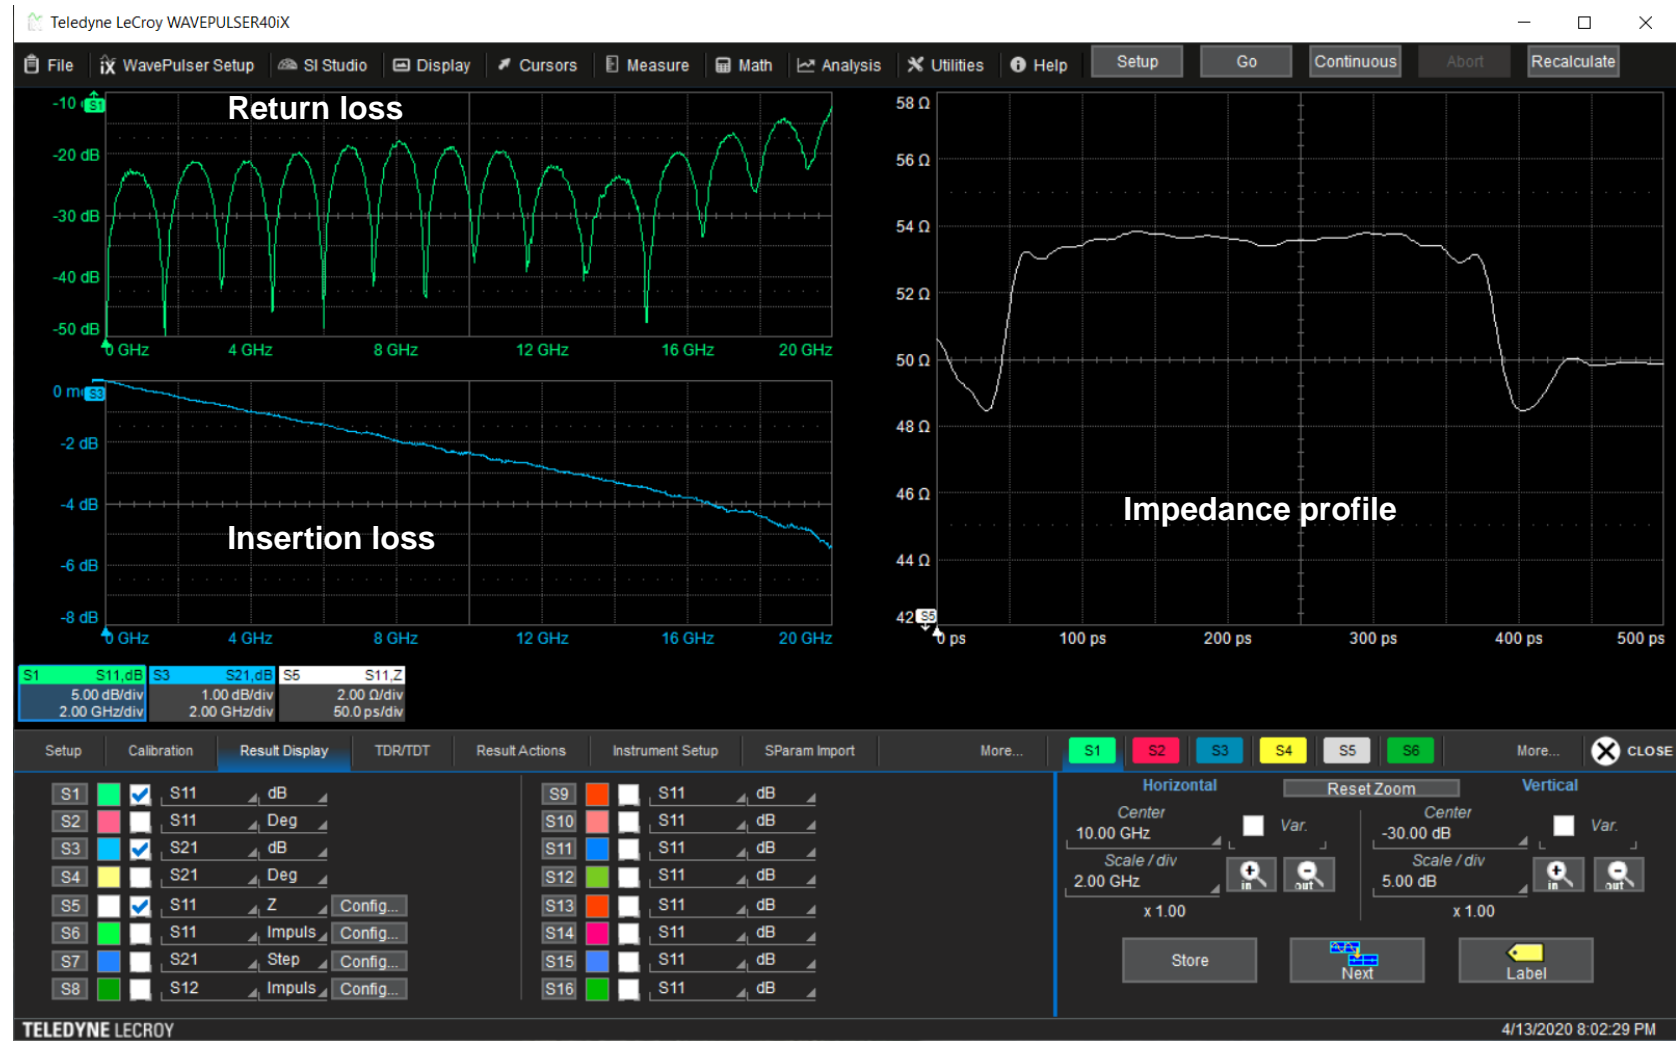 Teledyne LeCroy WAVEPULSER40iX
File WavePulser Setup SI Studio Display Cursors Measure Math Analysis Utilities Help Setup Go Continuous Abort Recalculate
-10 S1
Return loss
-20 dB
-30 dB
-40 dB
-50 dB
0 GHz 4 GHz 8 GHz 12 GHz 16 GHz 20 GHz
0 m S3
-2 dB
-4 dB
Insertion loss
-6 dB
-8 dB
0 GHz 4 GHz 8 GHz 12 GHz 16 GHz 20 GHz
58 Ω
56 Ω
54 Ω
52 Ω
50 Ω
48 Ω
46 Ω
Impedance profile
44 Ω
42 S5
0 ps 100 ps 200 ps 300 ps 400 ps 500 ps
S1 S11,dB S3 S21,dB S5 S11,Z
5.00 dB/div 1.00 dB/div 2.00 Ω/div
2.00 GHz/div 2.00 GHz/div 50.0 ps/div
Setup Calibration Result Display TDR/TDT Result Actions Instrument Setup SParam Import More... S1 S2 S3 S4 S5 S6 More... CLOSE
S1 S11 dB
S2 S11 Deg
S3 S21 dB
S4 S21 Deg
S5 S11 Z Config...
S6 S11 Impuls Config...
S7 S21 Step Config...
S8 S12 Impuls Config...
S9 S11 dB
S10 S11 dB
S11 S11 dB
S12 S11 dB
S13 S11 dB
S14 S11 dB
S15 S11 dB
S16 S11 dB
Horizontal Reset Zoom Vertical
Center Center
10.00 GHz Var. -30.00 dB Var.
Scale / div Scale / div
2.00 GHz in out 5.00 dB in out
x 1.00 x 1.00
Store Next Label
TELEDYNE LECROY 4/13/2020 8:02:29 PM